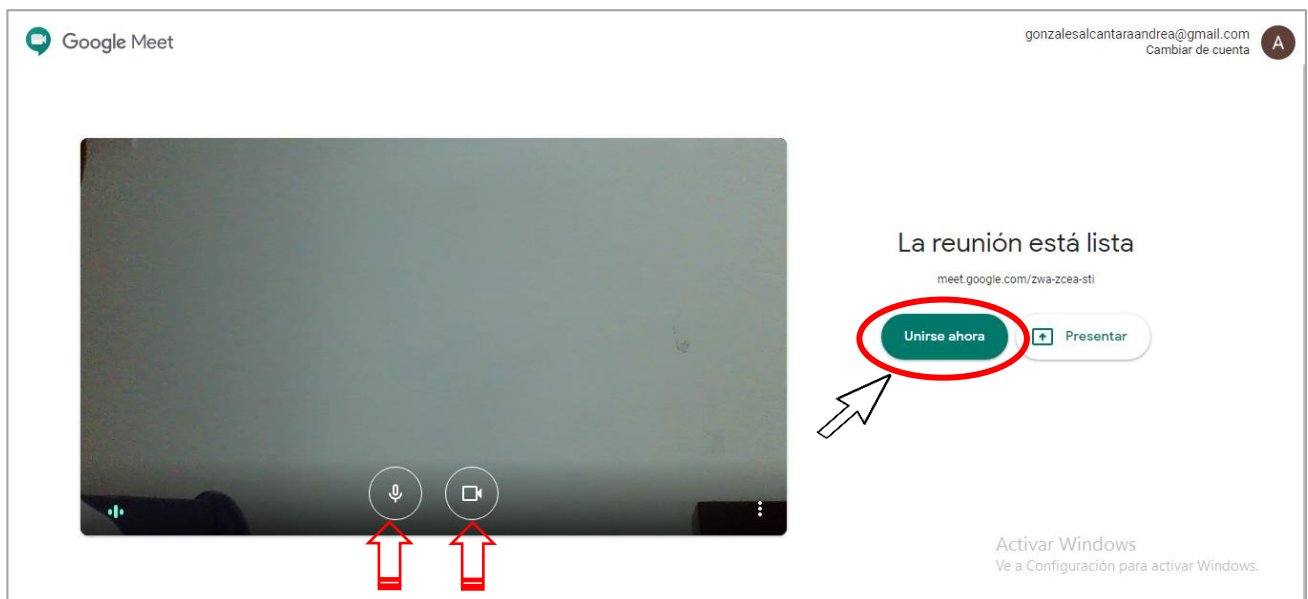 Google Meet
gonzalesalcantaraandrea@gmail.com
Cambiar de cuenta
A
La reunión está lista
meet.google.com/zwa-zcea-sti
Unirse ahora
Presentar
Activar Windows
Ve a Configuración para activar Windows.